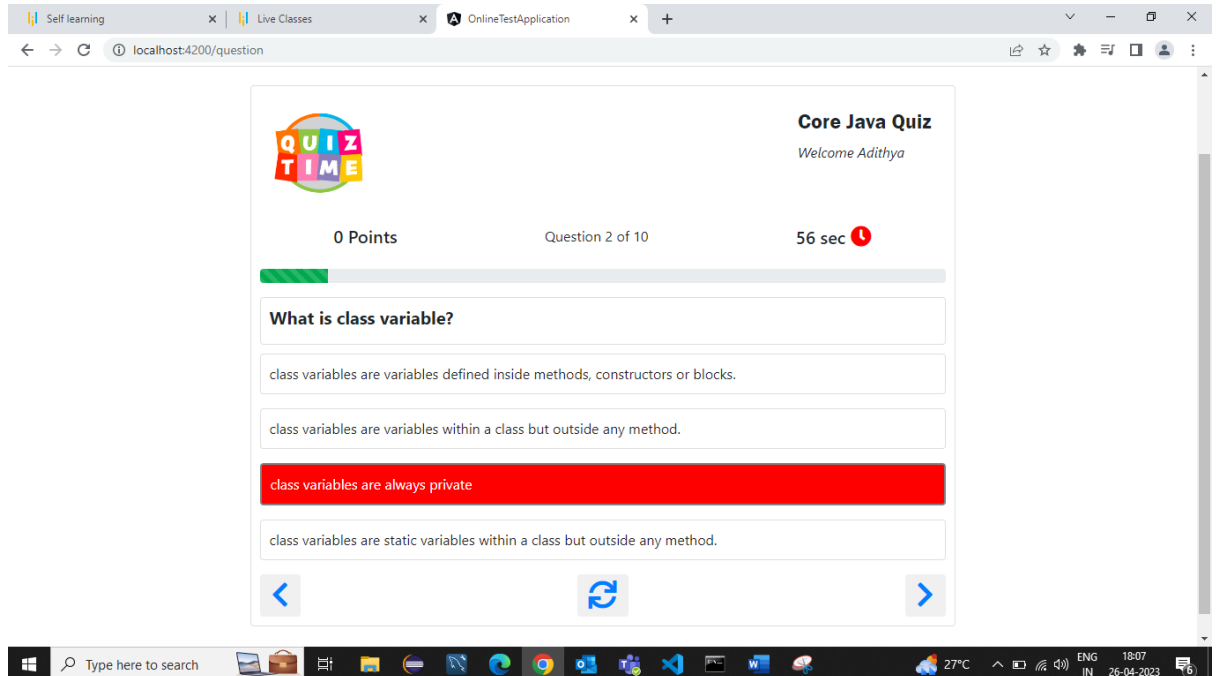 Self learning
Live Classes
OnlineTestApplication
localhost:4200/question
QUIZ
TIME
Core Java Quiz
Welcome Adithya
0 Points
Question 2 of 10
56 sec
What is class variable?
class variables are variables defined inside methods, constructors or blocks.
class variables are variables within a class but outside any method.
class variables are always private
class variables are static variables within a class but outside any method.
Type here to search
27°C
ENG
IN
18:07
26-04-2023
6